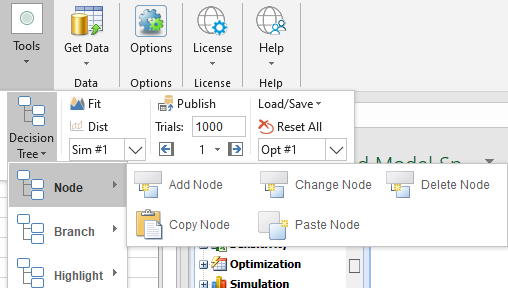 Tools Get Data Options License Help
Data Options License Help
Decision Tree
Fit Publish Load/Save
Dist Trials: 1000 Reset All
Sim #1 1 Opt #1
Node Add Node Change Node Delete Node
Copy Node Paste Node
Branch
Highlight
Optimization
Simulation